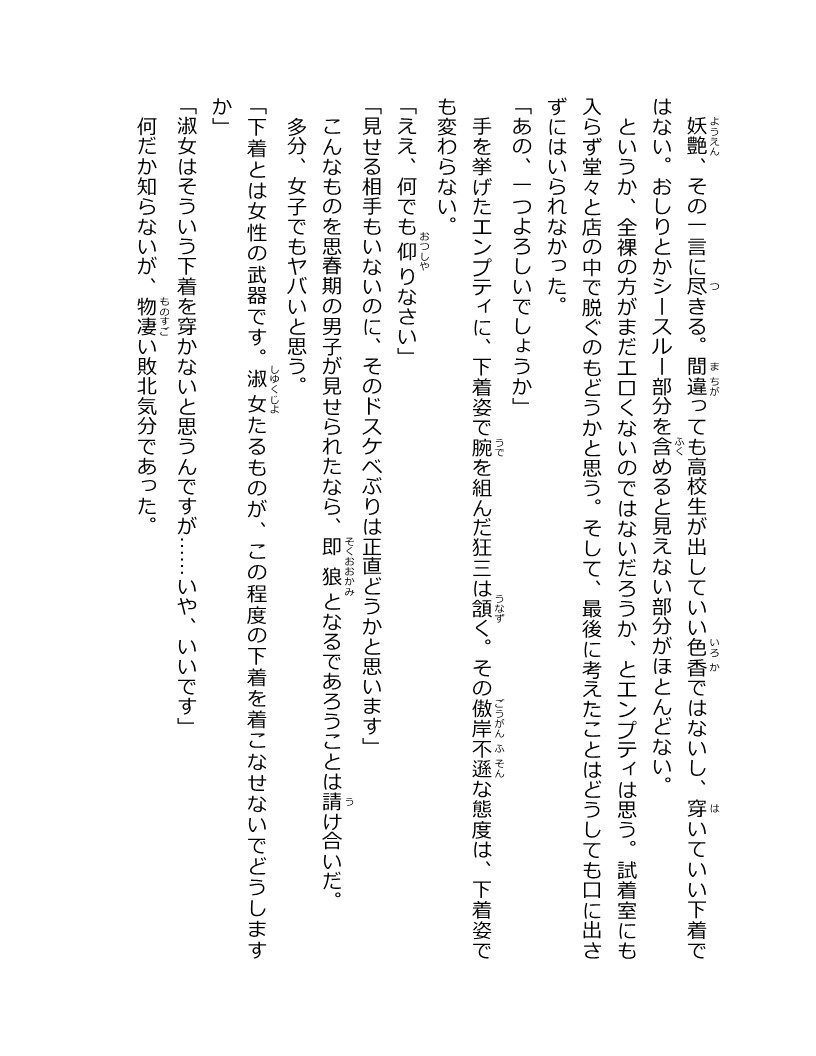 妖艶、その一言に尽きる。間違っても高校生が出していい色香ではないし、穿いていい下着で
はない。おしりとかシースルー部分を含めると見えない部分がほとんどない。
というか、全裸の方がまだエロくないのではないだろうか、とエンプティは思う。試着室にも
入らず堂々と店の中で脱ぐのもどうかと思う。そして、最後に考えたことはどうしても口に出さ
ずにはいられなかった。
「あの、一つよろしいでしょうか」
手を挙げたエンプティに、下着姿で腕を組んだ狂三は頷く。その傲岸不遜な態度は、下着姿で
も変わらない。
「ええ、何でも仰りなさい」
「見せる相手もいないのに、そのドスケベぶりは正直どうかと思います」
こんなものを思春期の男子が見せられたなら、即狼となるであろうことは請け合いだ。
多分、女子でもヤバいと思う。
「下着とは女性の武器です。淑女たるものが、この程度の下着を着こなせないでどうします
か」
「淑女はそういう下着を穿かないと思うんですが……いや、いいです」
何だか知らないが、物凄い敗北気分であった。